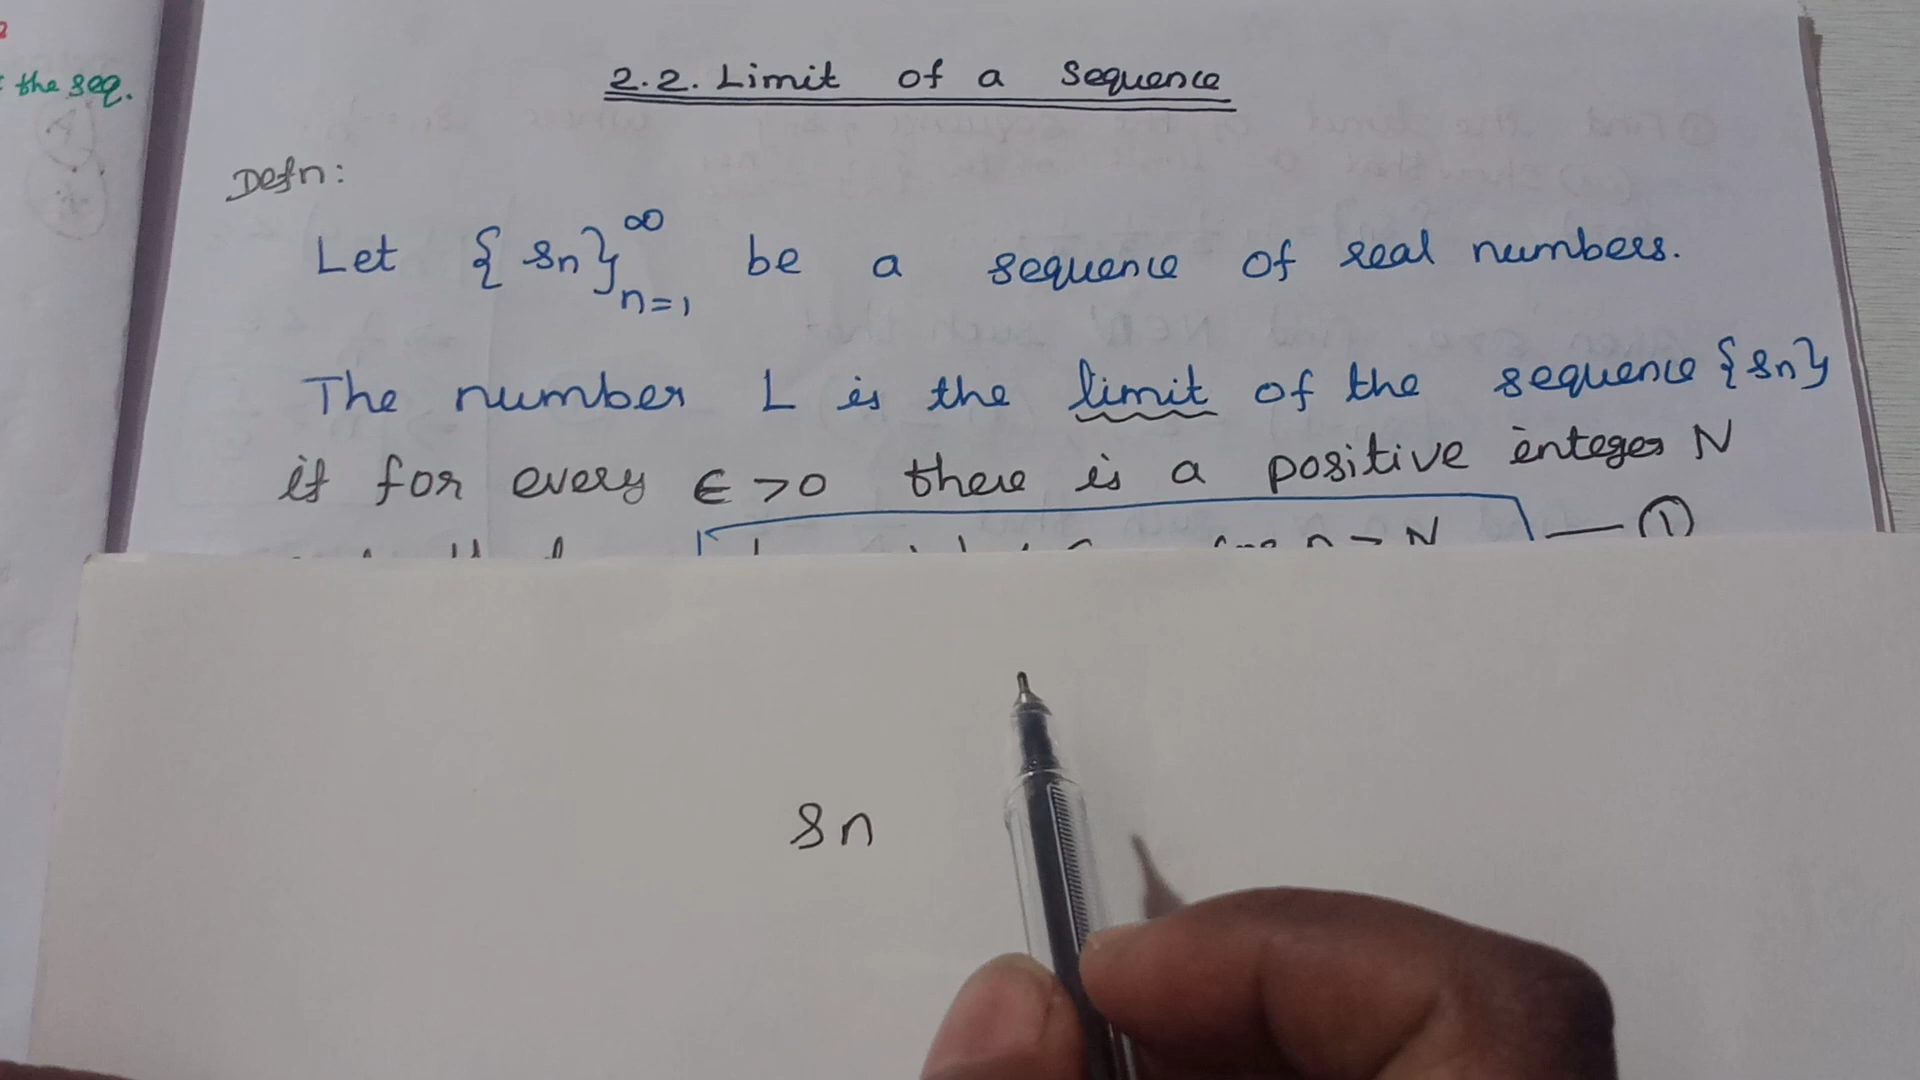 the seq.
2.2. Limit of a Sequence
Defn:
Let {sn}∞n=1 be a sequence of real numbers.
The number L is the limit of the sequence {sn}
if for every ϵ>0 there is a positive integer N
N — ①
sn